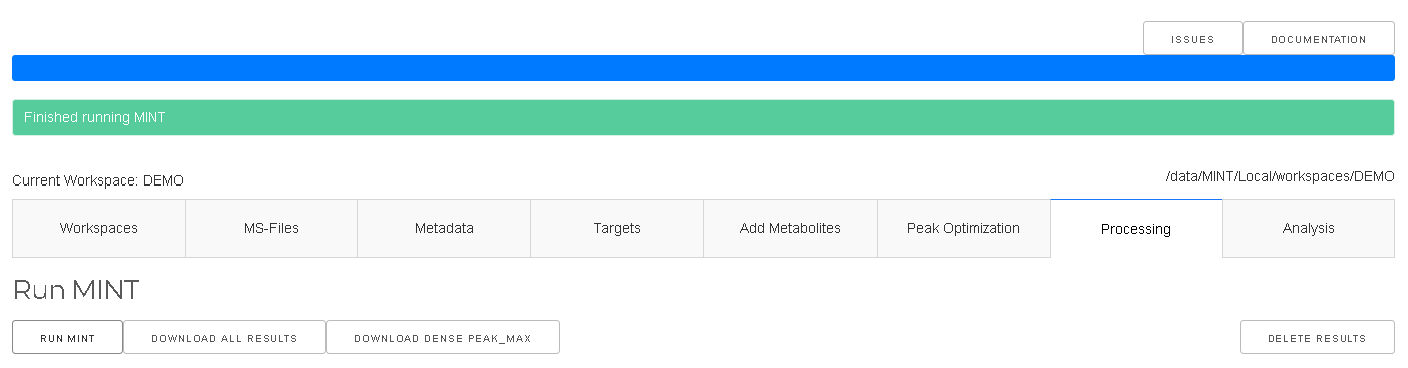 ISSUES DOCUMENTATION
Finished running MINT
Current Workspace: DEMO /data/MINT/Local/workspaces/DEMO
Workspaces MS-Files Metadata Targets Add Metabolites Peak Optimization Processing Analysis
Run MINT
RUN MINT DOWNLOAD ALL RESULTS DOWNLOAD DENSE PEAK_MAX DELETE RESULTS